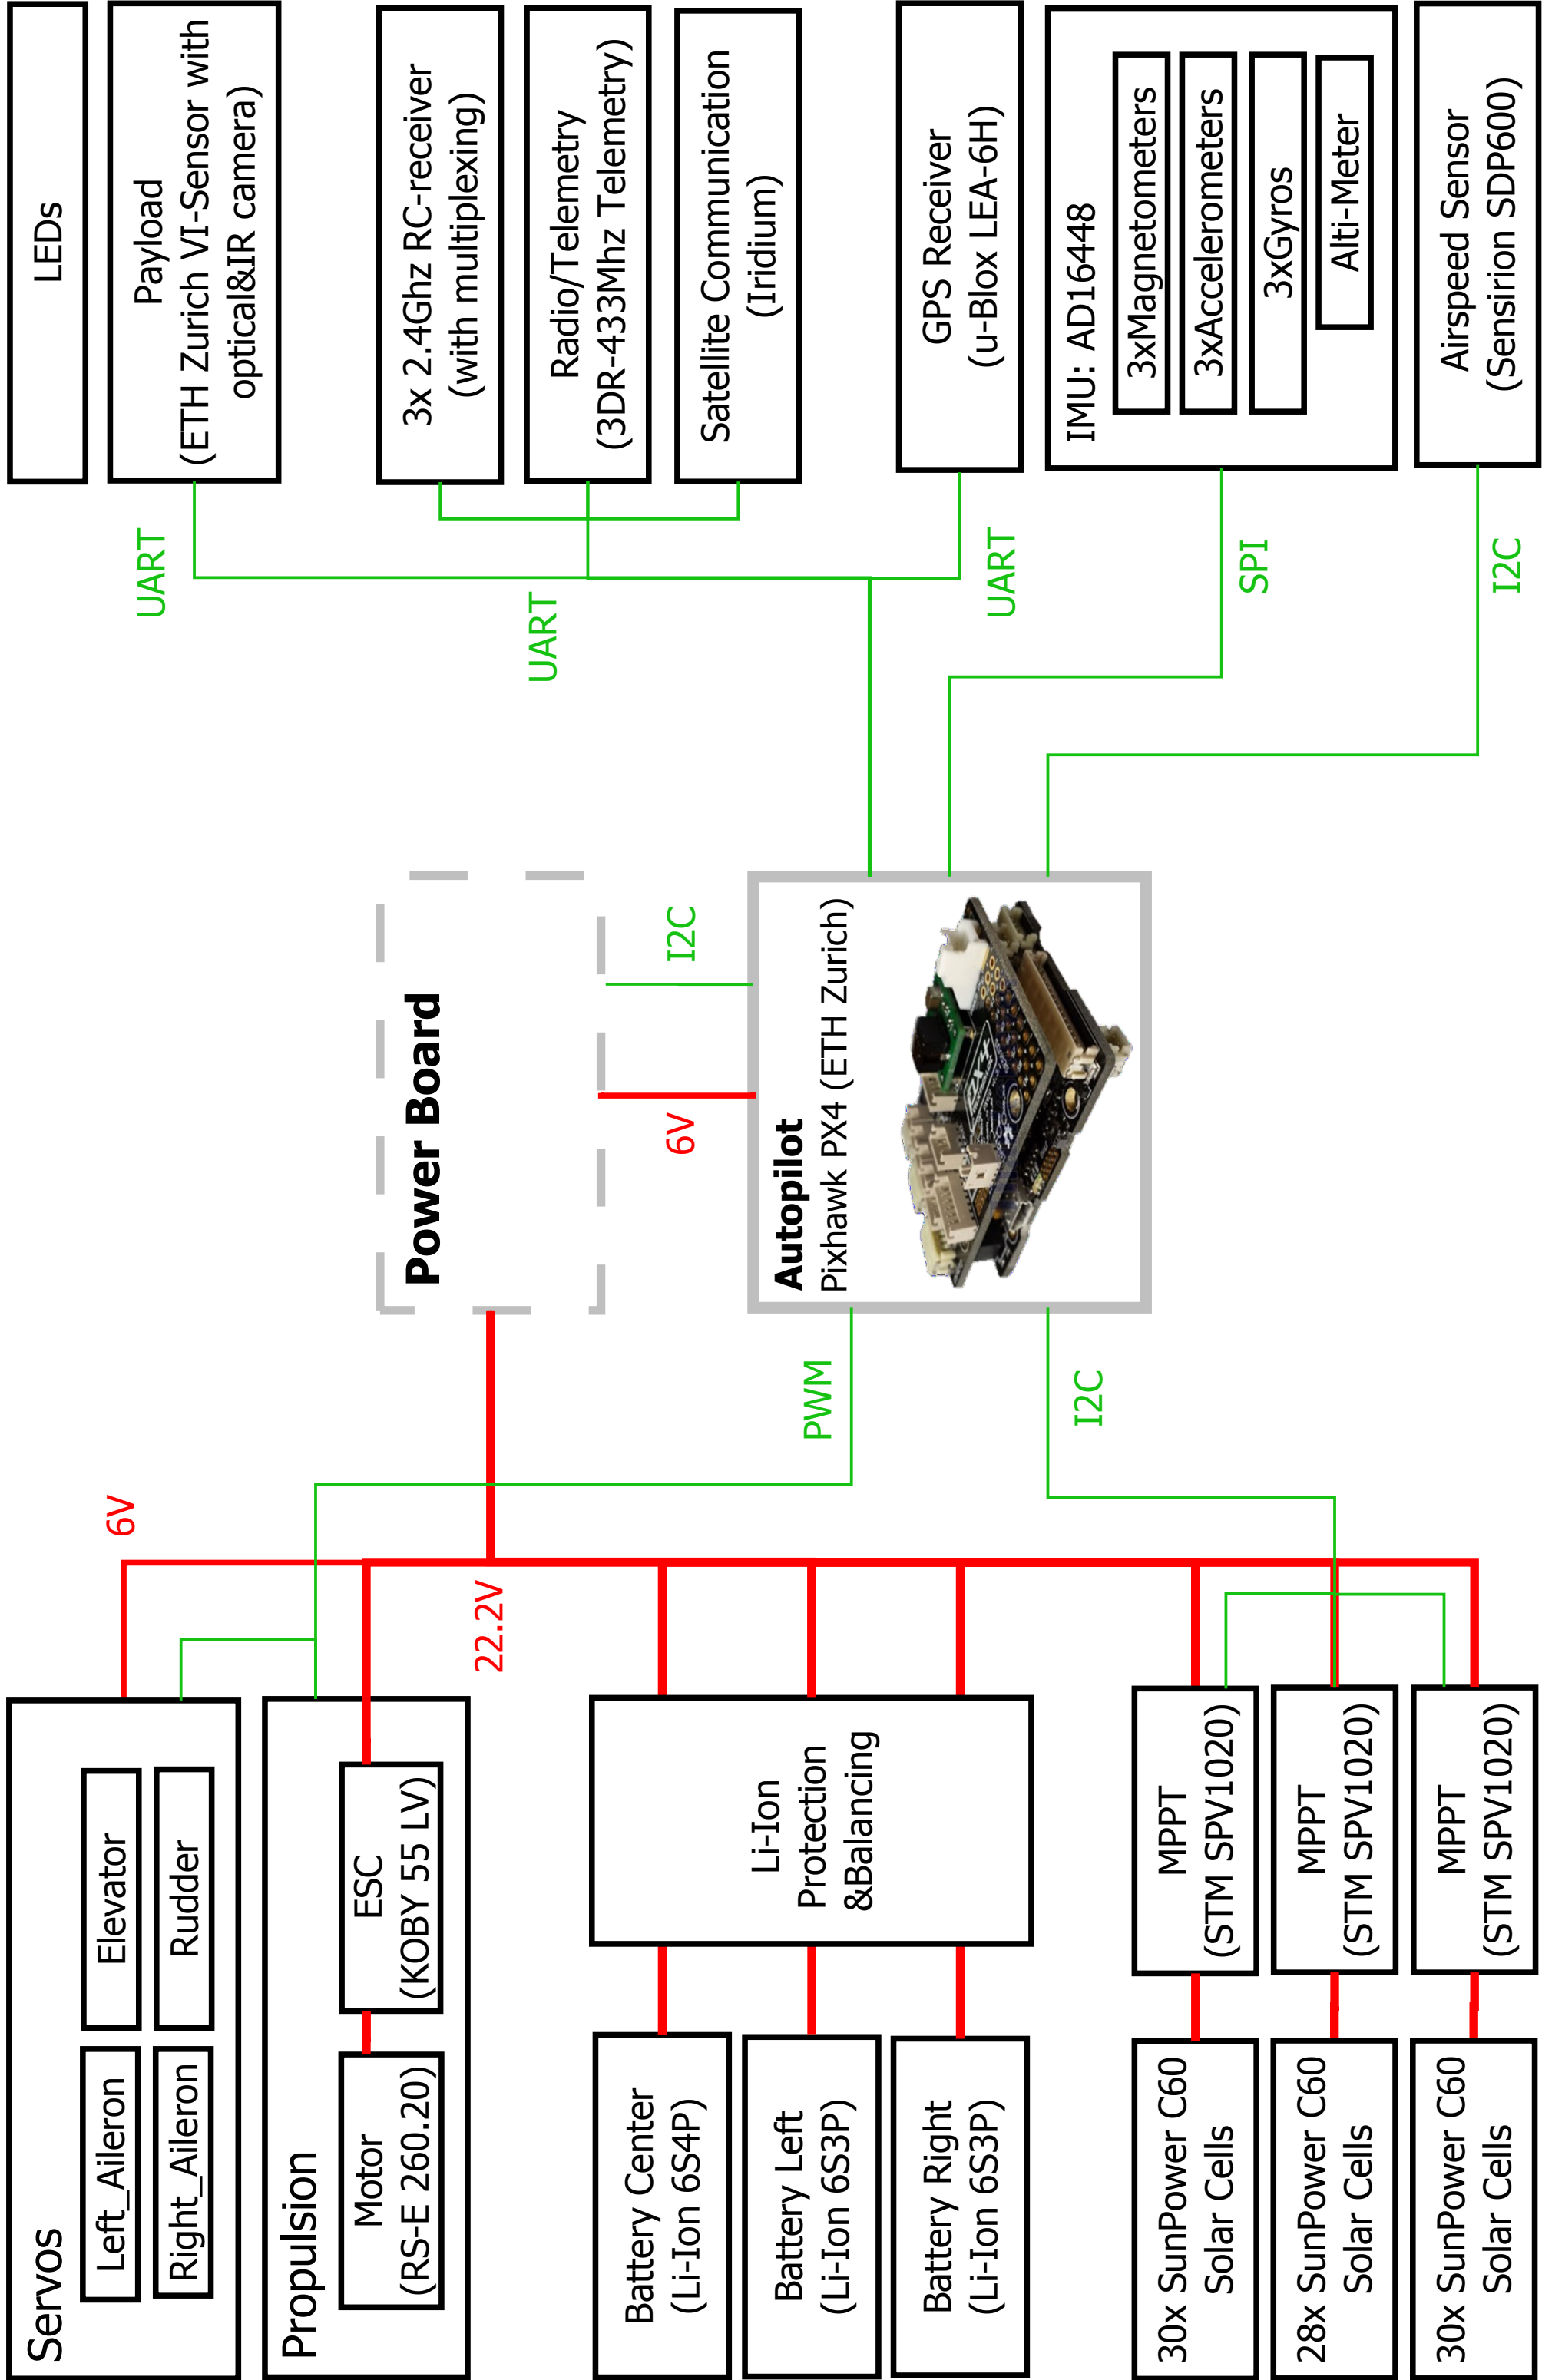 Servos
Left_Aileron
Elevator
Right_Aileron
Rudder
6V
Propulsion
Motor
(RS-E 260.20)
ESC
(KOBY 55 LV)
22.2V
Battery Center
(Li-Ion 6S4P)
Battery Left
(Li-Ion 6S3P)
Battery Right
(Li-Ion 6S3P)
Li-Ion
Protection
&Balancing
30x SunPower C60
Solar Cells
MPPT
(STM SPV1020)
28x SunPower C60
Solar Cells
MPPT
(STM SPV1020)
30x SunPower C60
Solar Cells
MPPT
(STM SPV1020)
PWM
I2C
Power Board
6V
I2C
Autopilot
Pixhawk PX4 (ETH Zurich)
LEDs
Payload
(ETH Zurich VI-Sensor with
optical&IR camera)
UART
3x 2.4Ghz RC-receiver
(with multiplexing)
Radio/Telemetry
(3DR-433Mhz Telemetry)
Satellite Communication
(Iridium)
UART
GPS Receiver
(u-Blox LEA-6H)
UART
IMU: AD16448
3xMagnetometers
3xAccelerometers
3xGyros
Alti-Meter
SPI
Airspeed Sensor
(Sensirion SDP600)
I2C